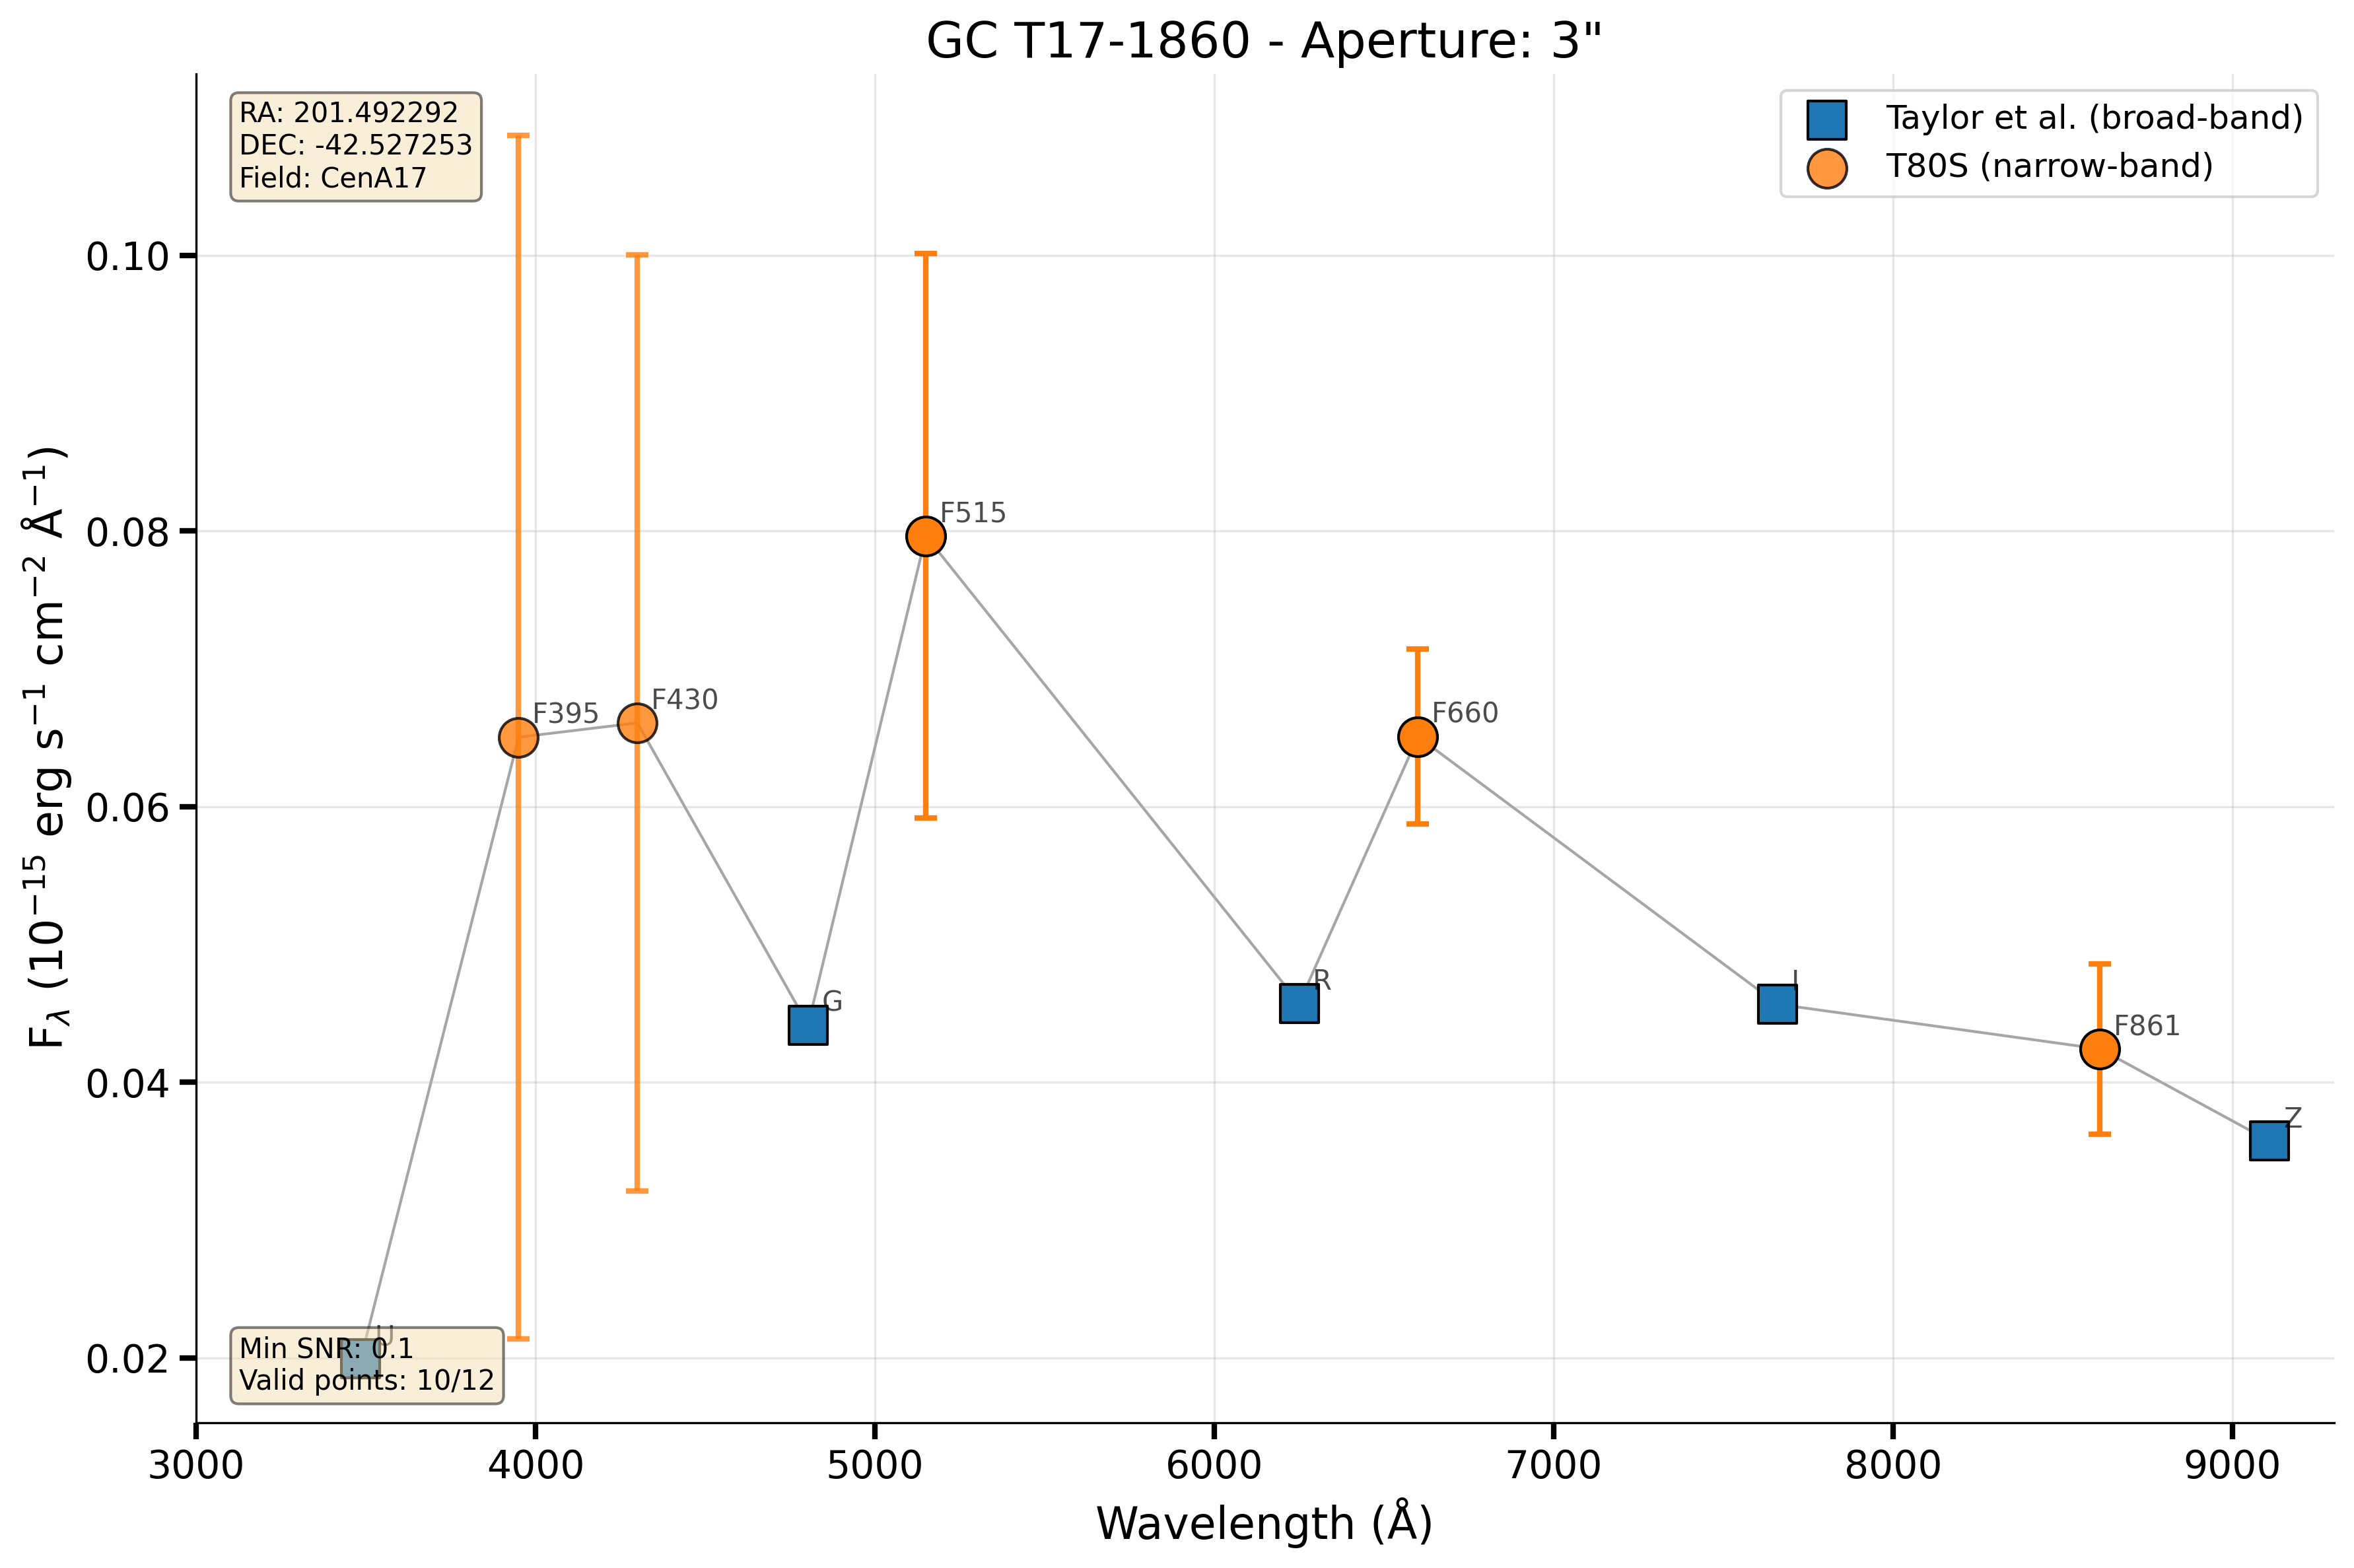 GC T17-1860 - Aperture: 3"
RA: 201.492292
DEC: -42.527253
Field: CenA17
Taylor et al. (broad-band)
T80S (narrow-band)
0.10
0.08
0.06
0.04
0.02
F_λ (10⁻¹⁵ erg s⁻¹ cm⁻² Å⁻¹)
F515
F395
F430
F660
G
R
I
F861
Z
U
Min SNR: 0.1
Valid points: 10/12
3000 4000 5000 6000 7000 8000 9000
Wavelength (Å)